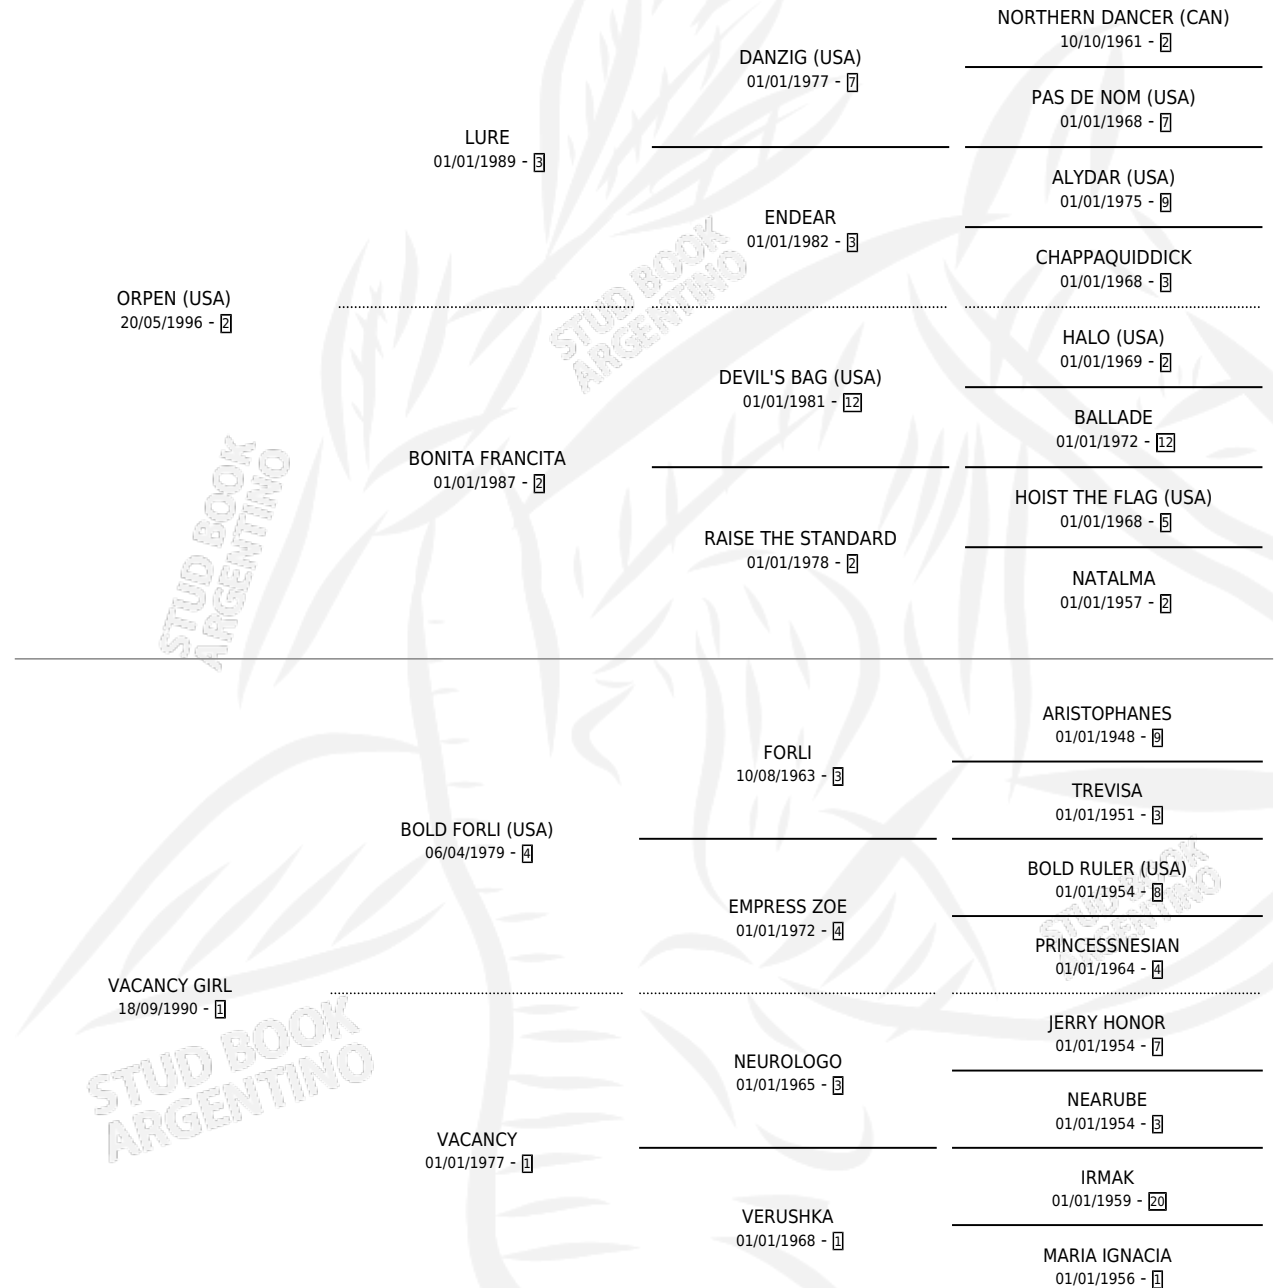 NORTHERN DANCER (CAN)
10/10/1961 - 2
DANZIG (USA)
01/01/1977 - 7
PAS DE NOM (USA)
01/01/1968 - 7
LURE
01/01/1989 - 3
ALYDAR (USA)
01/01/1975 - 9
ENDEAR
01/01/1982 - 3
CHAPPAQUIDDICK
01/01/1968 - 3
ORPEN (USA)
20/05/1996 - 2
HALO (USA)
01/01/1969 - 2
DEVIL'S BAG (USA)
01/01/1981 - 12
BALLADE
01/01/1972 - 12
BONITA FRANCITA
01/01/1987 - 2
HOIST THE FLAG (USA)
01/01/1968 - 5
RAISE THE STANDARD
01/01/1978 - 2
NATALMA
01/01/1957 - 2
STUD BOOK
ARGENTINO
STUD BOOK
ARGENTINO
ARISTOPHANES
01/01/1948 - 9
FORLI
10/08/1963 - 3
TREVISA
01/01/1951 - 3
BOLD FORLI (USA)
06/04/1979 - 4
BOLD RULER (USA)
01/01/1954 - 8
EMPRESS ZOE
01/01/1972 - 4
PRINCESSNESIAN
01/01/1964 - 4
STUD BOOK
ARGENTINO
VACANCY GIRL
18/09/1990 - 1
JERRY HONOR
01/01/1954 - 7
NEUROLOGO
01/01/1965 - 3
NEARUBE
01/01/1954 - 3
VACANCY
01/01/1977 - 1
IRMAK
01/01/1959 - 20
VERUSHKA
01/01/1968 - 1
MARIA IGNACIA
01/01/1956 - 1
STUD BOOK
ARGENTINO